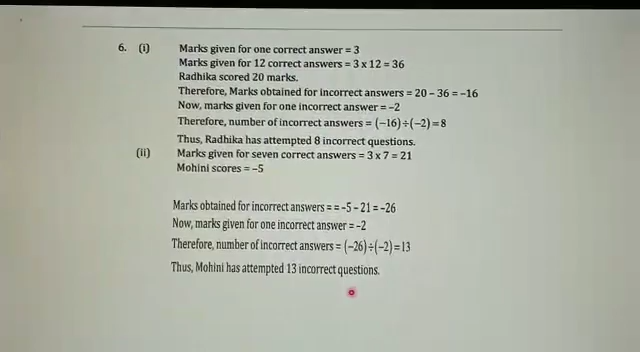 6. (i) Marks given for one correct answer = 3
Marks given for 12 correct answers = 3 x 12 = 36
Radhika scored 20 marks.
Therefore, Marks obtained for incorrect answers = 20 – 36 = –16
Now, marks given for one incorrect answer = –2
Therefore, number of incorrect answers = (–16)÷(–2)=8
Thus, Radhika has attempted 8 incorrect questions.
(ii) Marks given for seven correct answers = 3 x 7 = 21
Mohini scores = –5
Marks obtained for incorrect answers = = –5 – 21 = –26
Now, marks given for one incorrect answer = –2
Therefore, number of incorrect answers = (–26)÷(–2)=13
Thus, Mohini has attempted 13 incorrect questions.